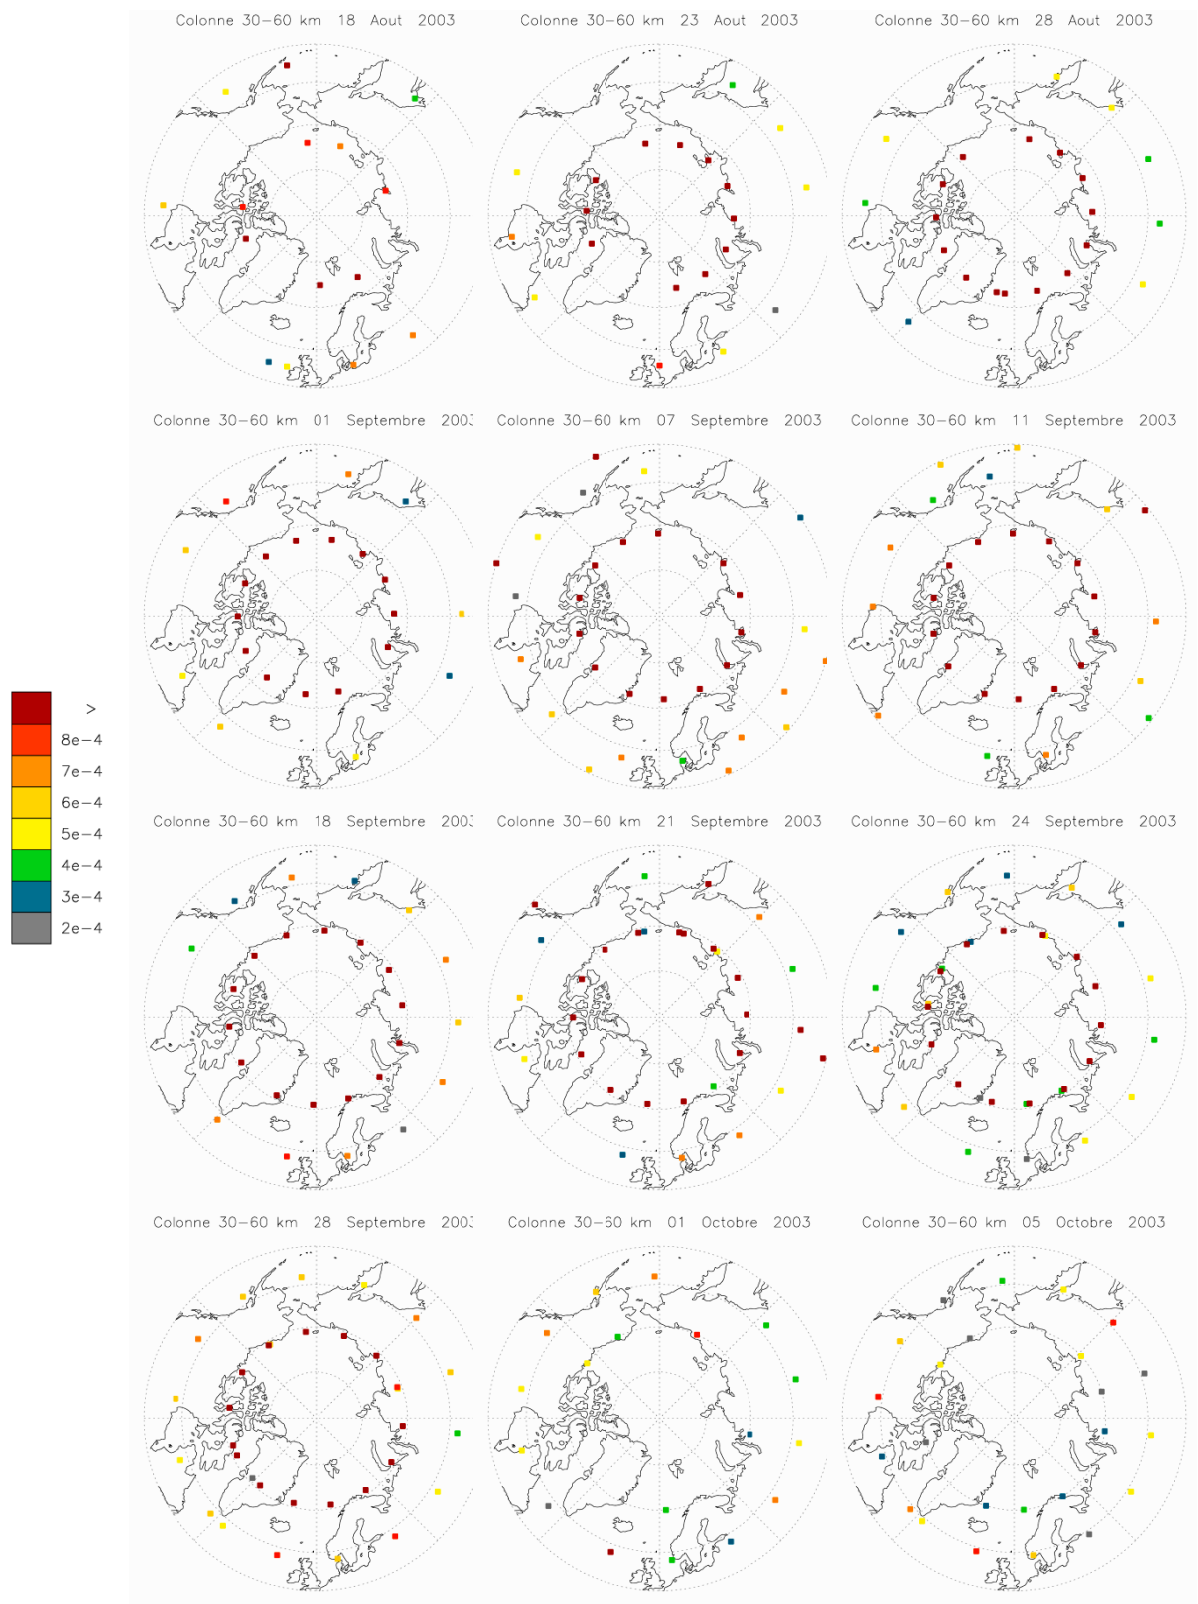 Colonne 30-60 km 18 Aout 2003
Colonne 30-60 km 23 Aout 2003
Colonne 30-60 km 28 Aout 2003
Colonne 30-60 km 01 Septembre 2003
Colonne 30-60 km 07 Septembre 2003
Colonne 30-60 km 11 Septembre 2003
>
8e-4
7e-4
6e-4
5e-4
4e-4
3e-4
2e-4
Colonne 30-60 km 18 Septembre 2003
Colonne 30-60 km 21 Septembre 2003
Colonne 30-60 km 24 Septembre 2003
Colonne 30-60 km 28 Septembre 2003
Colonne 30-60 km 01 Octobre 2003
Colonne 30-60 km 05 Octobre 2003